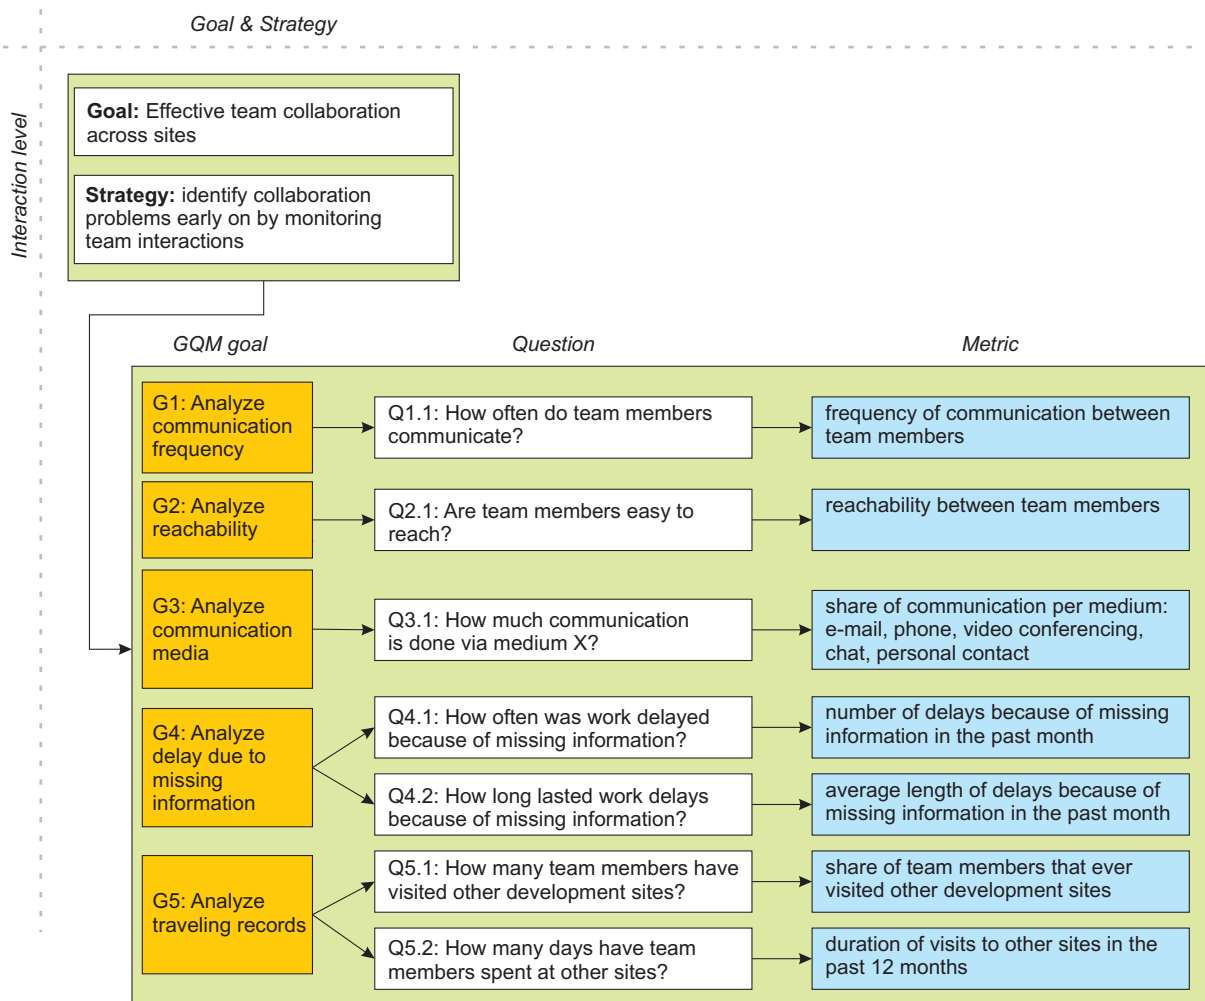 Goal & Strategy
Interaction level
Goal: Effective team collaboration
across sites
Strategy: identify collaboration
problems early on by monitoring
team interactions
GQM goal
Question
Metric
G1: Analyze
communication
frequency
Q1.1: How often do team members
communicate?
frequency of communication between
team members
G2: Analyze
reachability
Q2.1: Are team members easy to
reach?
reachability between team members
G3: Analyze
communication
media
Q3.1: How much communication
is done via medium X?
share of communication per medium:
e-mail, phone, video conferencing,
chat, personal contact
G4: Analyze
delay due to
missing
information
Q4.1: How often was work delayed
because of missing information?
number of delays because of missing
information in the past month
Q4.2: How long lasted work delays
because of missing information?
average length of delays because of
missing information in the past month
G5: Analyze
traveling records
Q5.1: How many team members have
visited other development sites?
share of team members that ever
visited other development sites
Q5.2: How many days have team
members spent at other sites?
duration of visits to other sites in the
past 12 months